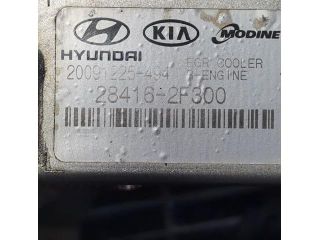 HYUNDAI KIA MODINE
20091225-494 EGR COOLER
ENGINE
28416-2F300